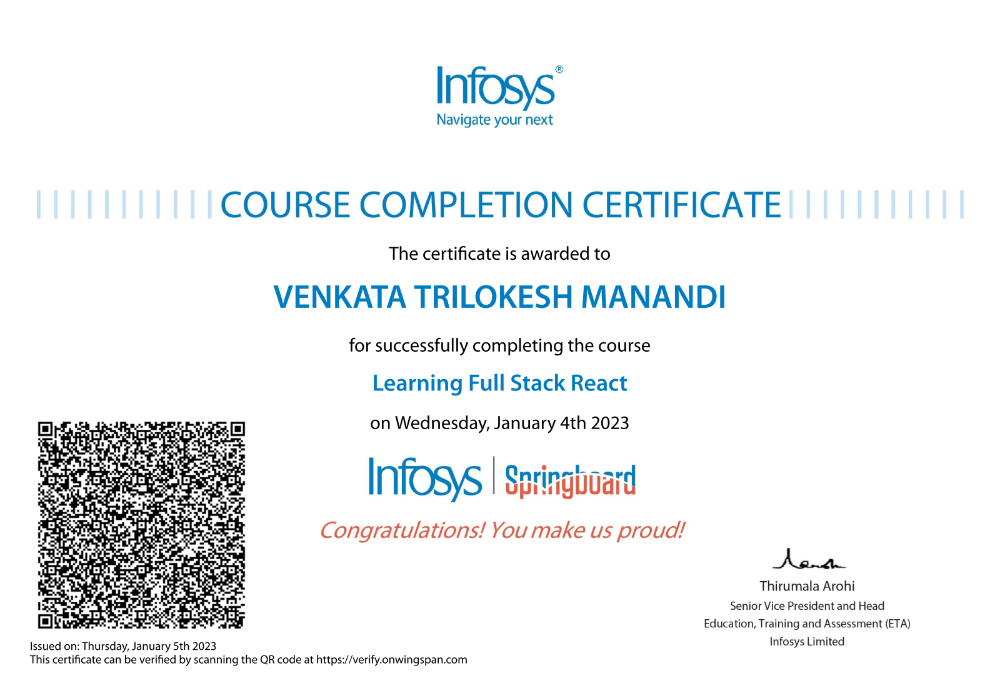 Infosys®
Navigate your next
COURSE COMPLETION CERTIFICATE
The certificate is awarded to
VENKATA TRILOKESH MANANDI
for successfully completing the course
Learning Full Stack React
on Wednesday, January 4th 2023
Infosys | Springboard
Congratulations! You make us proud!
Thirumala Arohi
Senior Vice President and Head
Education, Training and Assessment (ETA)
Infosys Limited
Issued on: Thursday, January 5th 2023
This certificate can be verified by scanning the QR code at https://verify.onwingspan.com